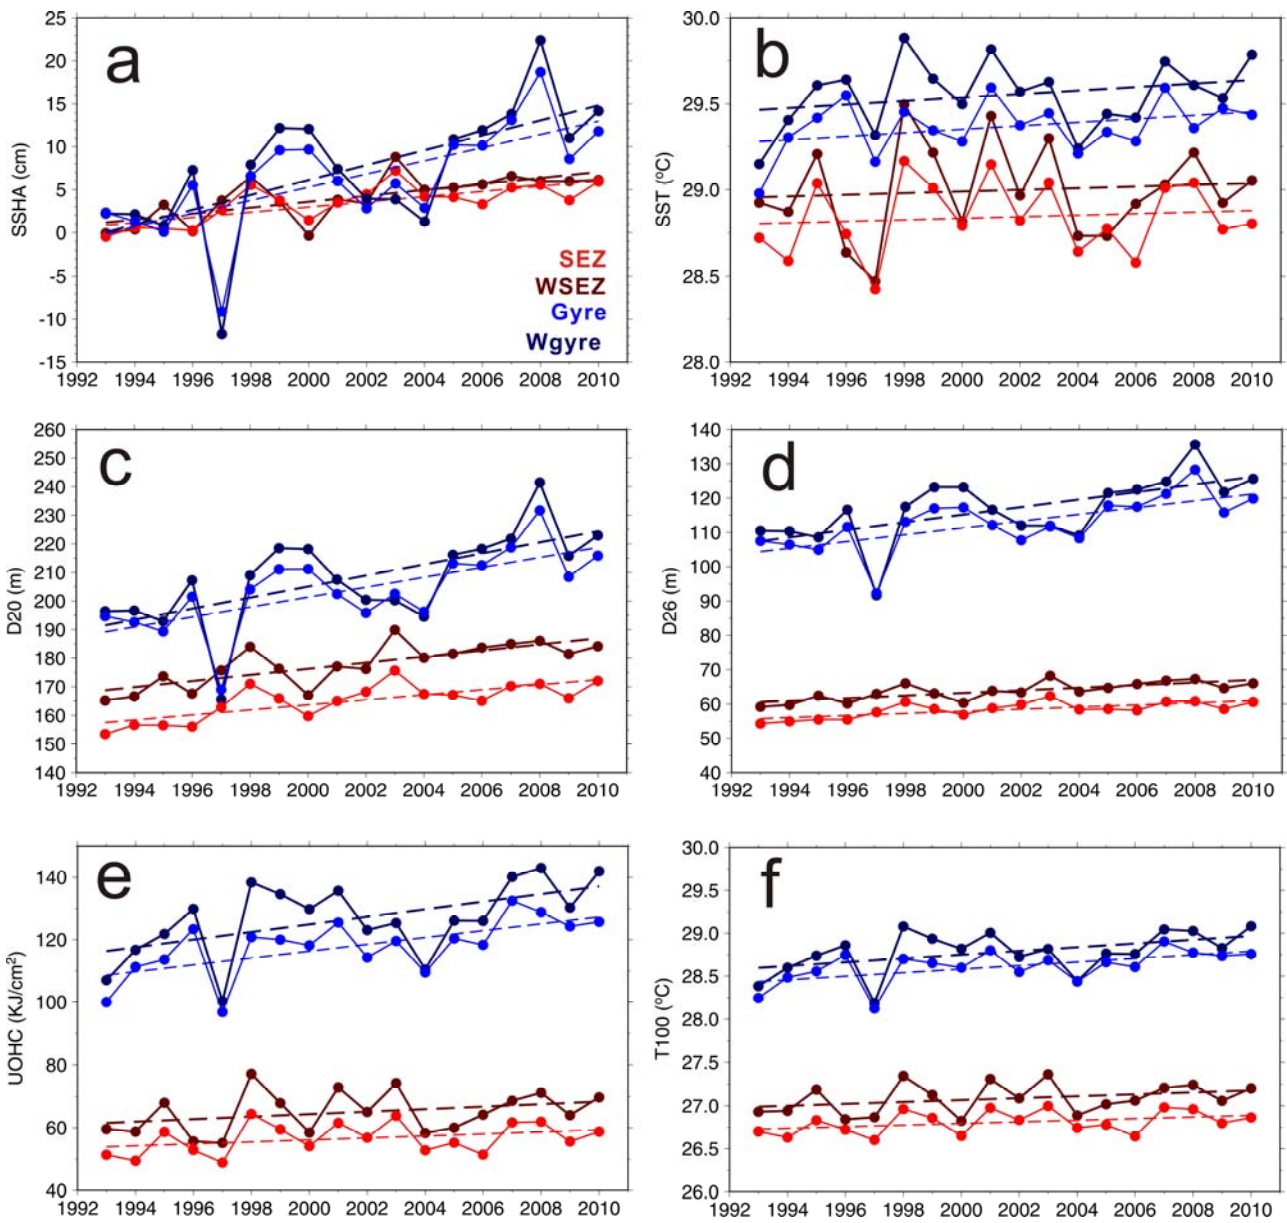 a
25
20
15
10
5
0
-5
-10
-15
SSHA (cm)
SEZ
WSEZ
Gyre
Wgyre
1992 1994 1996 1998 2000 2002 2004 2006 2008 2010
b
30.0
29.5
29.0
28.5
28.0
SST (ºC)
1992 1994 1996 1998 2000 2002 2004 2006 2008 2010
c
260
250
240
230
220
210
200
190
180
170
160
150
140
D20 (m)
1992 1994 1996 1998 2000 2002 2004 2006 2008 2010
d
140
130
120
110
100
90
80
70
60
50
40
D26 (m)
1992 1994 1996 1998 2000 2002 2004 2006 2008 2010
e
140
120
100
80
60
40
UOHC (KJ/cm²)
1992 1994 1996 1998 2000 2002 2004 2006 2008 2010
f
30.0
29.5
29.0
28.5
28.0
27.5
27.0
26.5
26.0
T100 (ºC)
1992 1994 1996 1998 2000 2002 2004 2006 2008 2010